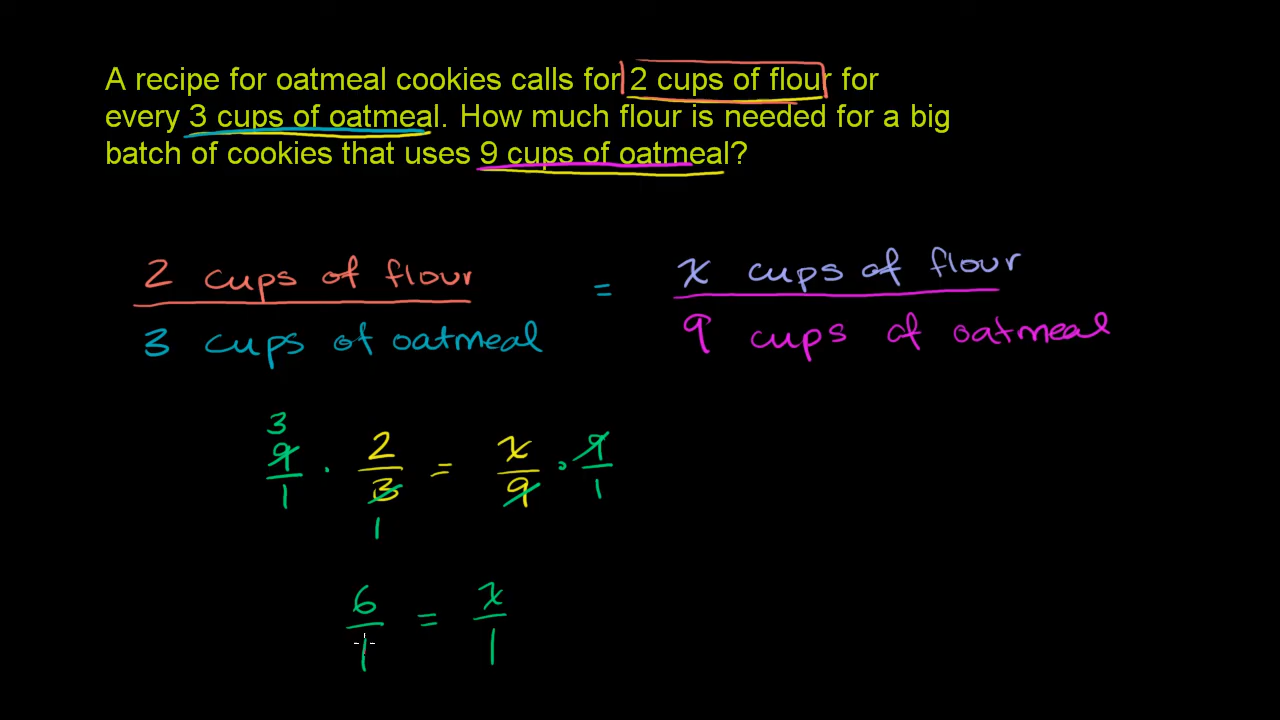 A recipe for oatmeal cookies calls for 2 cups of flour for
every 3 cups of oatmeal. How much flour is needed for a big
batch of cookies that uses 9 cups of oatmeal?
2 cups of flour = x cups of flour
3 cups of oatmeal 9 cups of oatmeal
3
9 · 2 = x · 9
1 3 9 1
1
6 = x
1 1